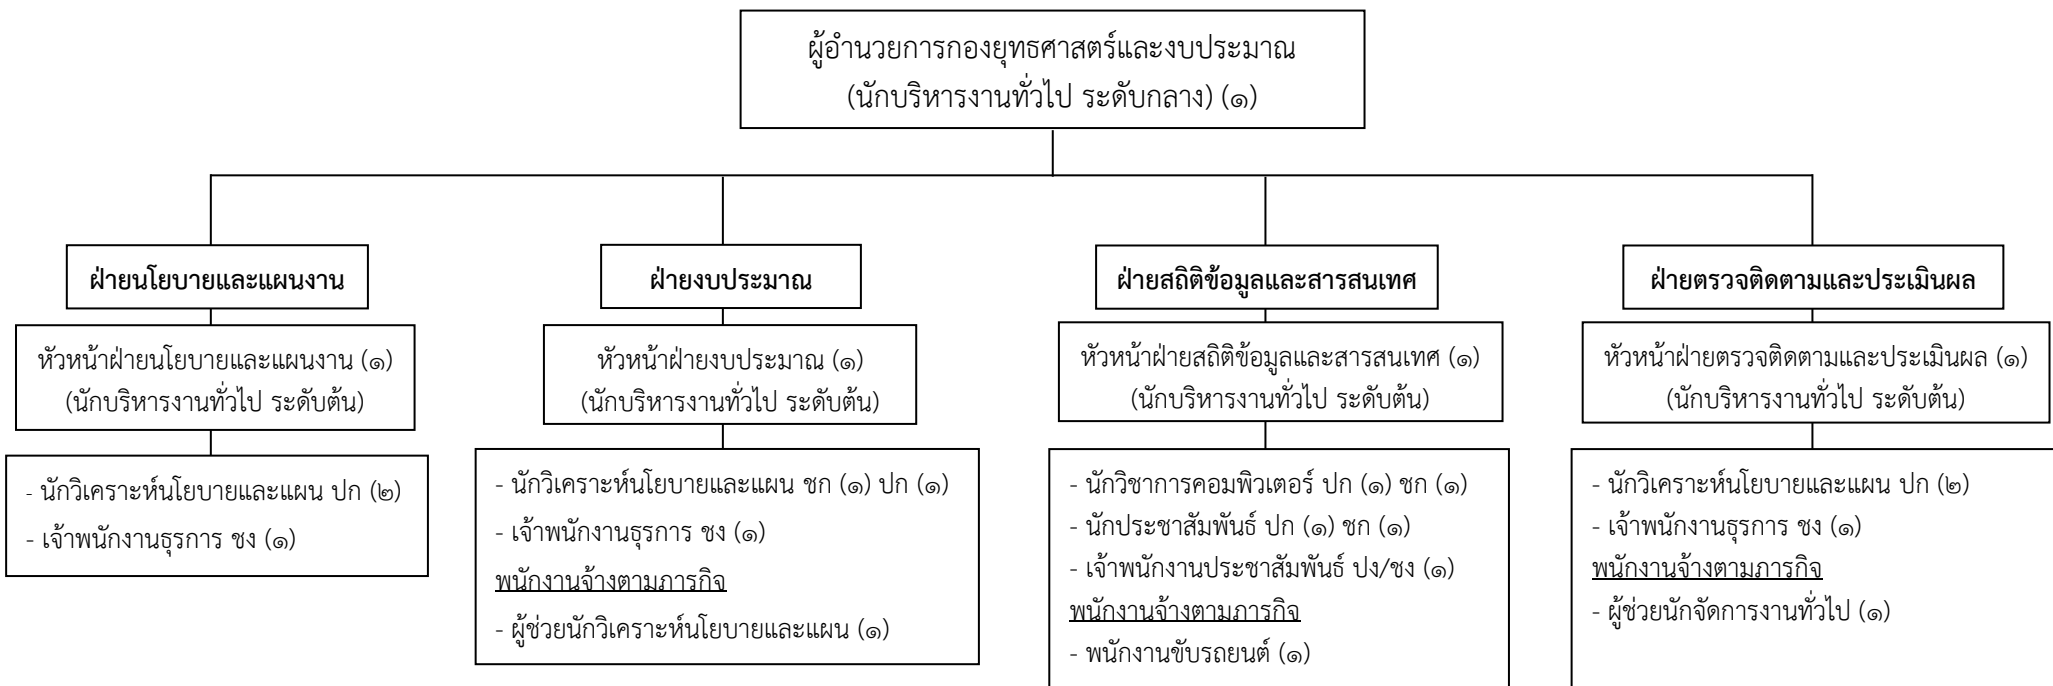 ผู้อำนวยการกองยุทธศาสตร์และงบประมาณ
(นักบริหารงานทั่วไป ระดับกลาง) (๑)
ฝ่ายนโยบายและแผนงาน
หัวหน้าฝ่ายนโยบายและแผนงาน (๑)
(นักบริหารงานทั่วไป ระดับต้น)
- นักวิเคราะห์นโยบายและแผน ปก (๒)
- เจ้าพนักงานธุรการ ชง (๑)
ฝ่ายงบประมาณ
หัวหน้าฝ่ายงบประมาณ (๑)
(นักบริหารงานทั่วไป ระดับต้น)
- นักวิเคราะห์นโยบายและแผน ชก (๑) ปก (๑)
- เจ้าพนักงานธุรการ ชง (๑)
พนักงานจ้างตามภารกิจ
- ผู้ช่วยนักวิเคราะห์นโยบายและแผน (๑)
ฝ่ายสถิติข้อมูลและสารสนเทศ
หัวหน้าฝ่ายสถิติข้อมูลและสารสนเทศ (๑)
(นักบริหารงานทั่วไป ระดับต้น)
- นักวิชาการคอมพิวเตอร์ ปก (๑) ชก (๑)
- นักประชาสัมพันธ์ ปก (๑) ชก (๑)
- เจ้าพนักงานประชาสัมพันธ์ ปง/ชง (๑)
พนักงานจ้างตามภารกิจ
- พนักงานขับรถยนต์ (๑)
ฝ่ายตรวจติดตามและประเมินผล
หัวหน้าฝ่ายตรวจติดตามและประเมินผล (๑)
(นักบริหารงานทั่วไป ระดับต้น)
- นักวิเคราะห์นโยบายและแผน ปก (๒)
- เจ้าพนักงานธุรการ ชง (๑)
พนักงานจ้างตามภารกิจ
- ผู้ช่วยนักจัดการงานทั่วไป (๑)